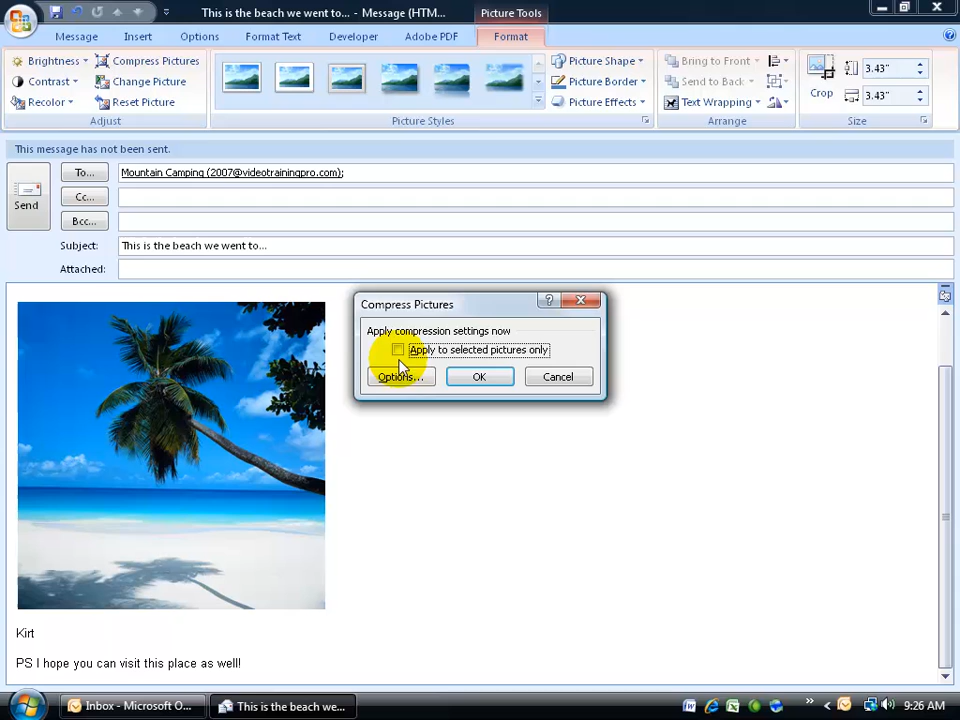 This is the beach we went to... - Message (HTM...
Picture Tools
Message
Insert
Options
Format Text
Developer
Adobe PDF
Format
Brightness
Compress Pictures
Contrast
Change Picture
Recolor
Reset Picture
Adjust
Picture Styles
Picture Shape
Picture Border
Picture Effects
Bring to Front
Send to Back
Text Wrapping
Arrange
Crop
3.43"
3.43"
Size
This message has not been sent.
Send
To...
Mountain Camping (2007@videotrainingpro.com);
Cc...
Bcc...
Subject:
This is the beach we went to...
Attached:
Compress Pictures
Apply compression settings now
Apply to selected pictures only
Options...
OK
Cancel
Kirt
PS I hope you can visit this place as well!
Inbox - Microsoft O...
This is the beach we...
9:26 AM